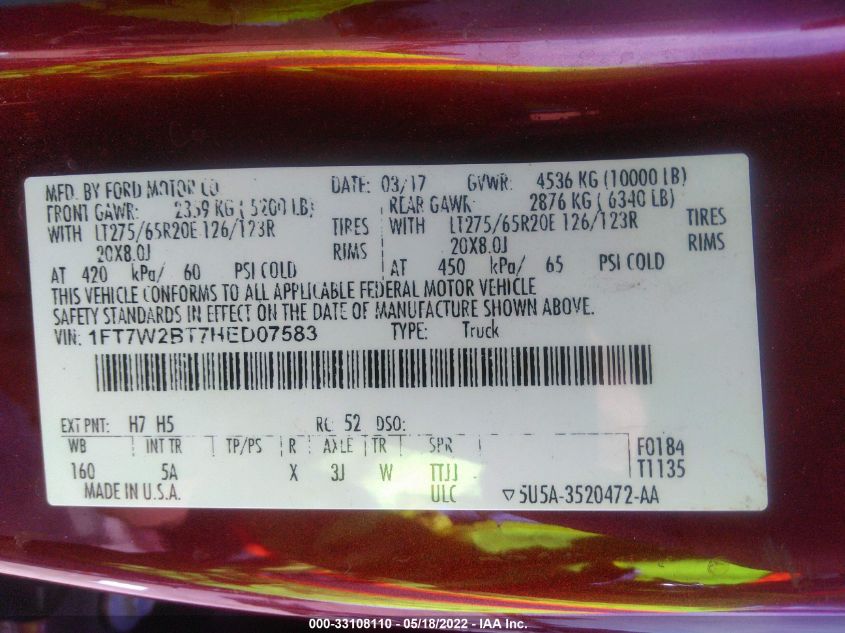 MFD. BY FORD MOTOR CO DATE: 03/17 GVWR: 4536 KG (10000 LB)
FRONT GAWR: 2359 KG ( 5200 LB) REAR GAWR: 2876 KG ( 6340 LB)
WITH LT275/65R20E 126/123R TIRES WITH LT275/65R20E 126/123R TIRES
20X8.0J RIMS 20X8.0J RIMS
AT 420 kPa/ 60 PSI COLD AT 450 kPa/ 65 PSI COLD
THIS VEHICLE CONFORMS TO ALL APPLICABLE FEDERAL MOTOR VEHICLE
SAFETY STANDARDS IN EFFECT ON THE DATE OF MANUFACTURE SHOWN ABOVE.
VIN: 1FT7W2BT7HED07583 TYPE: Truck
EXT PNT: H7 H5 RC: 52 DSO:
WB INT TR TP/PS R AXLE TR SPR F0184
160 5A X 3J W TTJJ T1135
MADE IN U.S.A. ULC ▽5U5A-3520472-AA
000-33108110 - 05/18/2022 - IAA Inc.